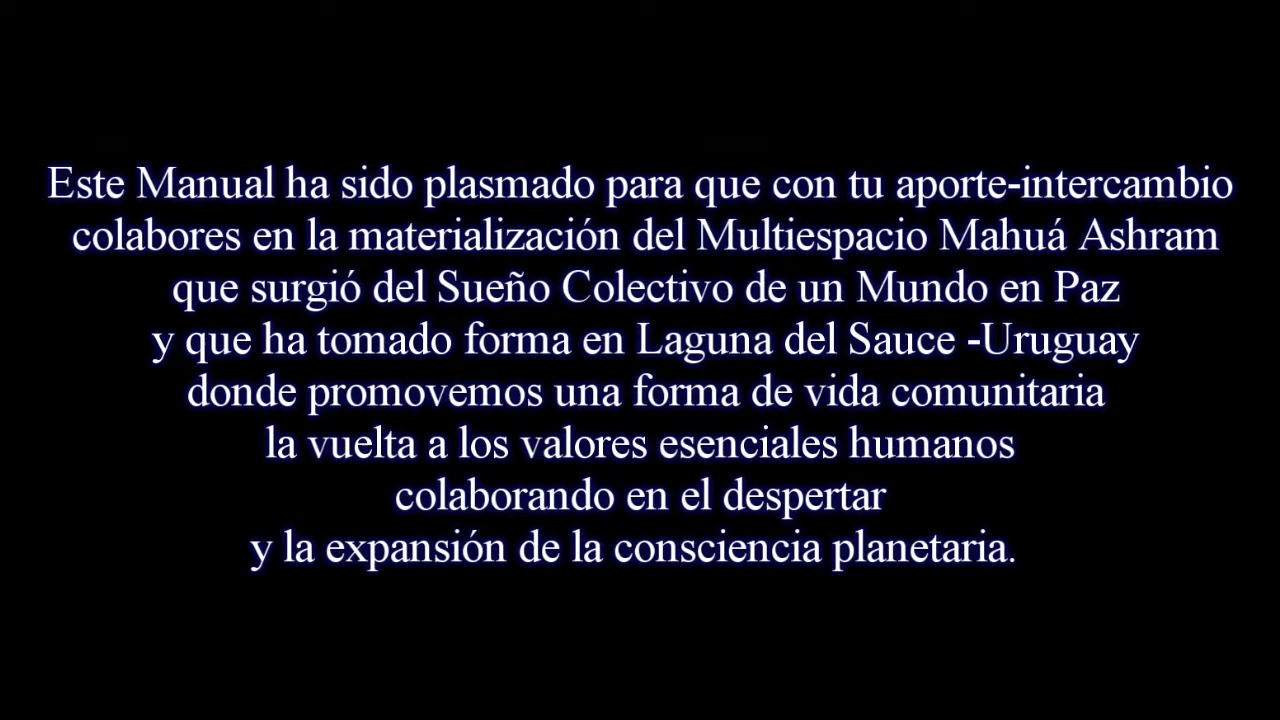 Este Manual ha sido plasmado para que con tu aporte-intercambio
colabores en la materialización del Multiespacio Mahuá Ashram
que surgió del Sueño Colectivo de un Mundo en Paz
y que ha tomado forma en Laguna del Sauce -Uruguay
donde promovemos una forma de vida comunitaria
la vuelta a los valores esenciales humanos
colaborando en el despertar
y la expansión de la consciencia planetaria.